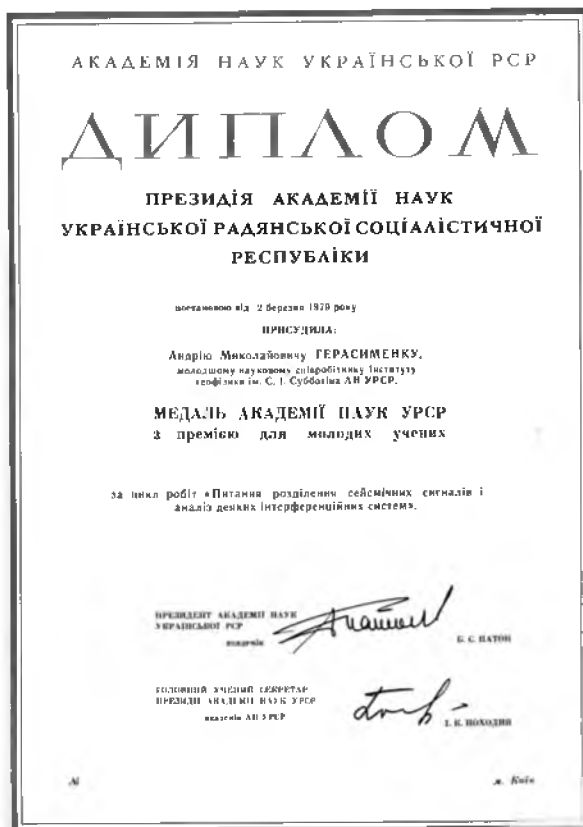 АКАДЕМІЯ НАУК УКРАЇНСЬКОЇ РСР
ДИПЛОМ
ПРЕЗИДІЯ АКАДЕМІЇ НАУК
УКРАЇНСЬКОЇ РАДЯНСЬКОЇ СОЦІАЛІСТИЧНОЇ
РЕСПУБЛІКИ
постановою від 2 березня 1979 року
ПРИСУДИЛА:
Андрію Миколайовичу ГЕРАСИМЕНКУ,
молодшому науковому співробітнику Інституту
геофізики ім. С. І. Субботіна АН УРСР,
МЕДАЛЬ АКАДЕМІЇ НАУК УРСР
з премією для молодих учених
за цикл робіт «Питання розділення сейсмічних сигналів і
аналіз деяких інтерференційних систем».
ПРЕЗИДЕНТ АКАДЕМІЇ НАУК
УКРАЇНСЬКОЇ РСР
академік
Б. Є. ПАТОН
ГОЛОВНИЙ УЧЕНИЙ СЕКРЕТАР
ПРЕЗИДІЇ АКАДЕМІЇ НАУК УРСР
академік АН УРСР
І. К. ПОХОДНЯ
№
м. Київ